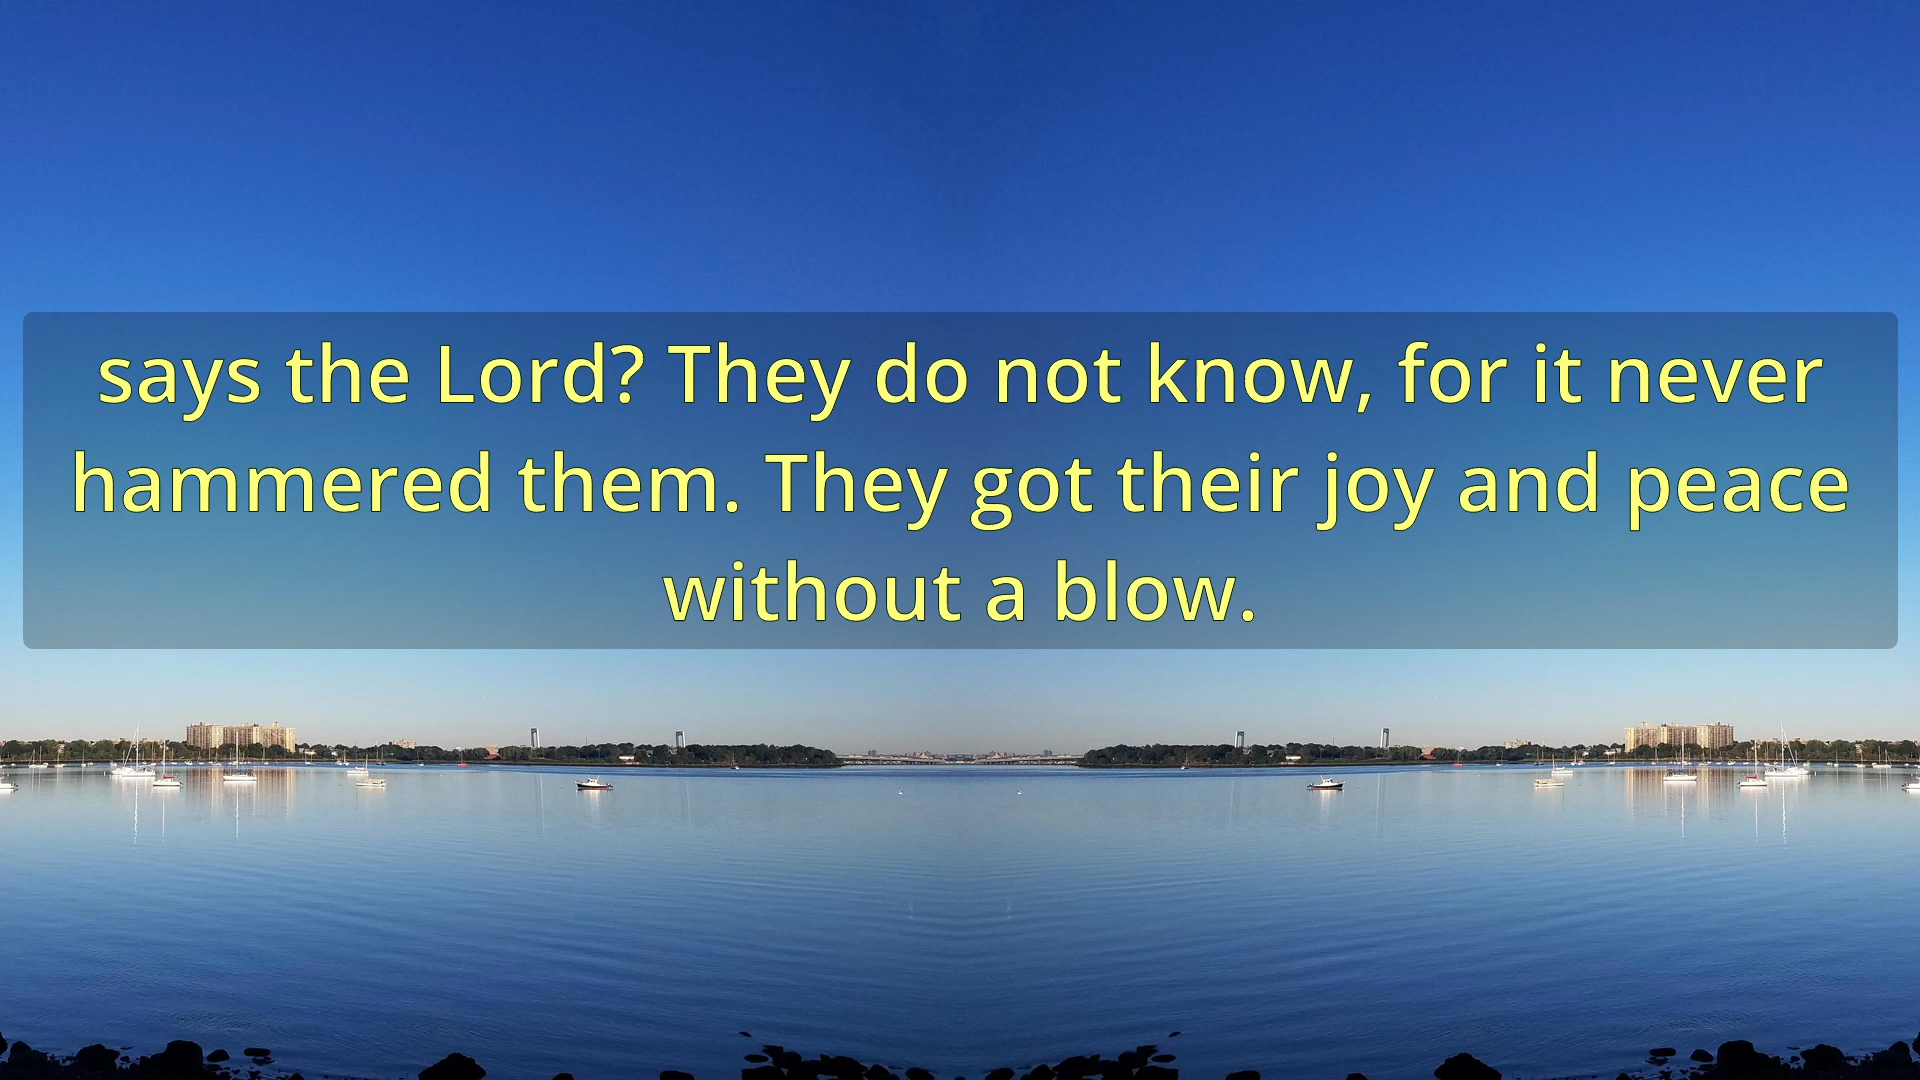 says the Lord? They do not know, for it never
hammered them. They got their joy and peace
without a blow.